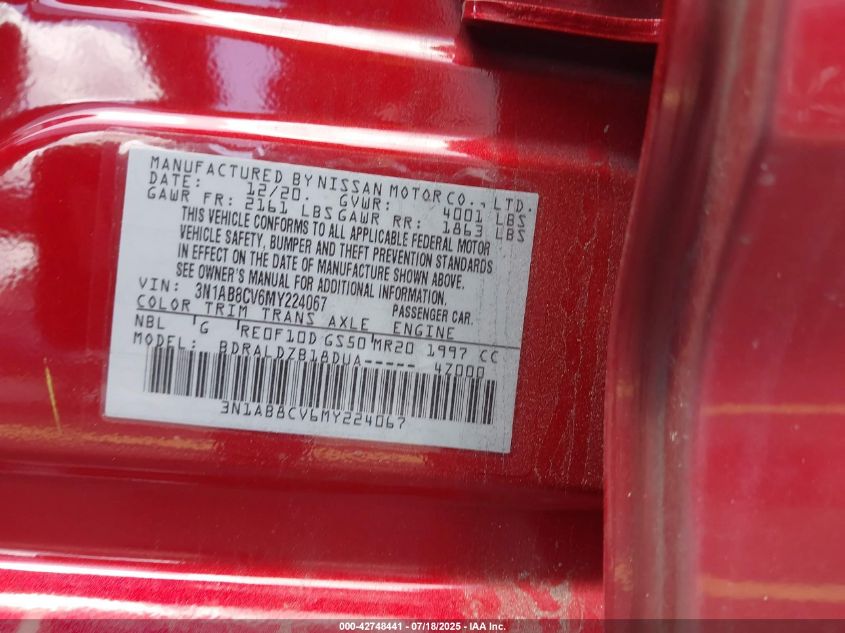 MANUFACTURED BY NISSAN MOTOR CO., LTD.
DATE: 12/20. GVWR: 4001 LBS
GAWR FR: 2161 LBS GAWR RR: 1863 LBS
THIS VEHICLE CONFORMS TO ALL APPLICABLE FEDERAL MOTOR
VEHICLE SAFETY, BUMPER AND THEFT PREVENTION STANDARDS
IN EFFECT ON THE DATE OF MANUFACTURE SHOWN ABOVE.
SEE OWNER'S MANUAL FOR ADDITIONAL INFORMATION.
VIN: 3N1AB8CV6MY224067 PASSENGER CAR.
COLOR TRIM TRANS AXLE ENGINE
NBL G RE0F10D GS50 MR20 1997 CC
MODEL: BDRALDZB18DUA----- 4Z000
3N1AB8CV6MY224067
000-42748441 - 07/18/2025 - IAA Inc.